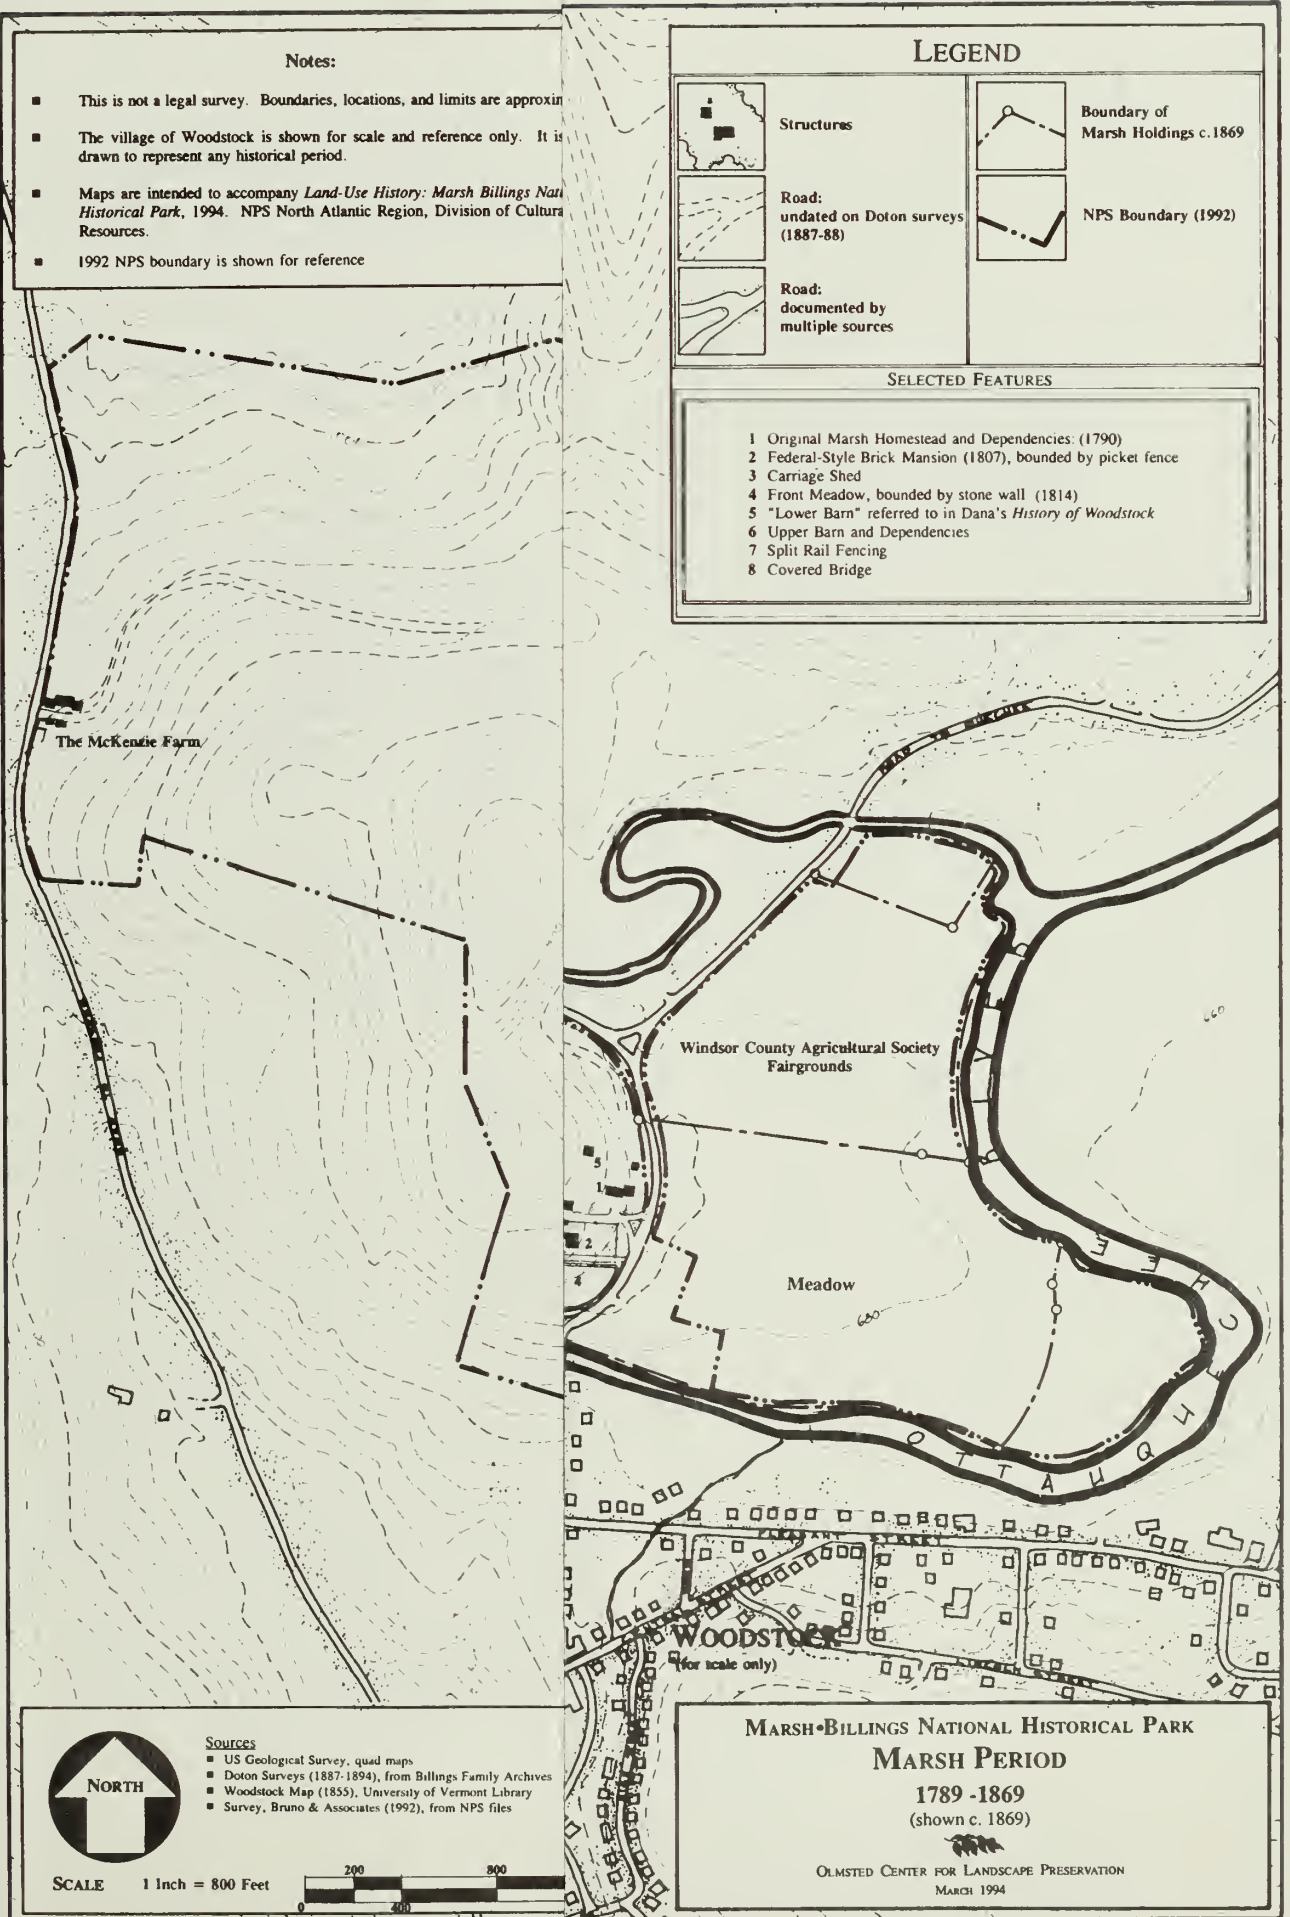 Notes:
■ This is not a legal survey. Boundaries, locations, and limits are approxin
■ The village of Woodstock is shown for scale and reference only. It is
drawn to represent any historical period.
■ Maps are intended to accompany Land-Use History: Marsh Billings Nati
Historical Park, 1994. NPS North Atlantic Region, Division of Cultura
Resources.
■ 1992 NPS boundary is shown for reference
LEGEND
Structures
Road:
undated on Doton surveys
(1887-88)
Road:
documented by
multiple sources
Boundary of
Marsh Holdings c.1869
NPS Boundary (1992)
SELECTED FEATURES
1 Original Marsh Homestead and Dependencies: (1790)
2 Federal-Style Brick Mansion (1807), bounded by picket fence
3 Carriage Shed
4 Front Meadow, bounded by stone wall (1814)
5 "Lower Barn" referred to in Dana's History of Woodstock
6 Upper Barn and Dependencies
7 Split Rail Fencing
8 Covered Bridge
The McKenzie Farm
Windsor County Agricultural Society
Fairgrounds
660
5
1
2
4
Meadow
680
OTTAUQUECHEE
PLEASANT STREET
WOODSTOCK
(for scale only)
NORTH
SCALE 1 Inch = 800 Feet
Sources
■ US Geological Survey, quad maps
■ Doton Surveys (1887-1894), from Billings Family Archives
■ Woodstock Map (1855), University of Vermont Library
■ Survey, Bruno & Associates (1992), from NPS files
200 800
0 400
MARSH•BILLINGS NATIONAL HISTORICAL PARK
MARSH PERIOD
1789 -1869
(shown c. 1869)
OLMSTED CENTER FOR LANDSCAPE PRESERVATION
MARCH 1994